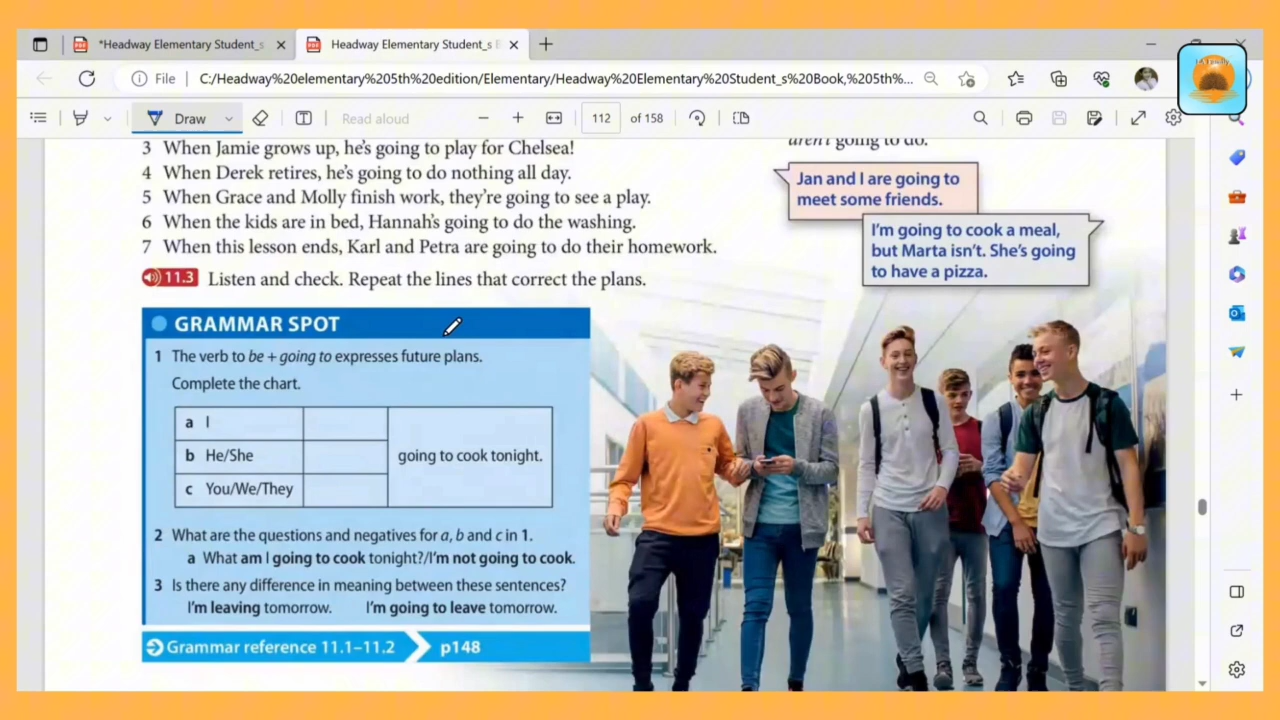 *Headway Elementary Student_s
Headway Elementary Student_s E
File
C:/Headway%20elementary%205th%20edition/Elementary/Headway%20Elementary%20Student_s%20Book,%205th%...
Draw
Read aloud
112 of 158
3 When Jamie grows up, he's going to play for Chelsea!
4 When Derek retires, he's going to do nothing all day.
5 When Grace and Molly finish work, they're going to see a play.
6 When the kids are in bed, Hannah's going to do the washing.
7 When this lesson ends, Karl and Petra are going to do their homework.
11.3 Listen and check. Repeat the lines that correct the plans.
aren't going to do.
Jan and I are going to
meet some friends.
I'm going to cook a meal,
but Marta isn't. She's going
to have a pizza.
GRAMMAR SPOT
1 The verb to be + going to expresses future plans.
Complete the chart.
a I
b He/She
c You/We/They
going to cook tonight.
2 What are the questions and negatives for a, b and c in 1.
a What am I going to cook tonight?/I'm not going to cook.
3 Is there any difference in meaning between these sentences?
I'm leaving tomorrow. I'm going to leave tomorrow.
Grammar reference 11.1–11.2 p148